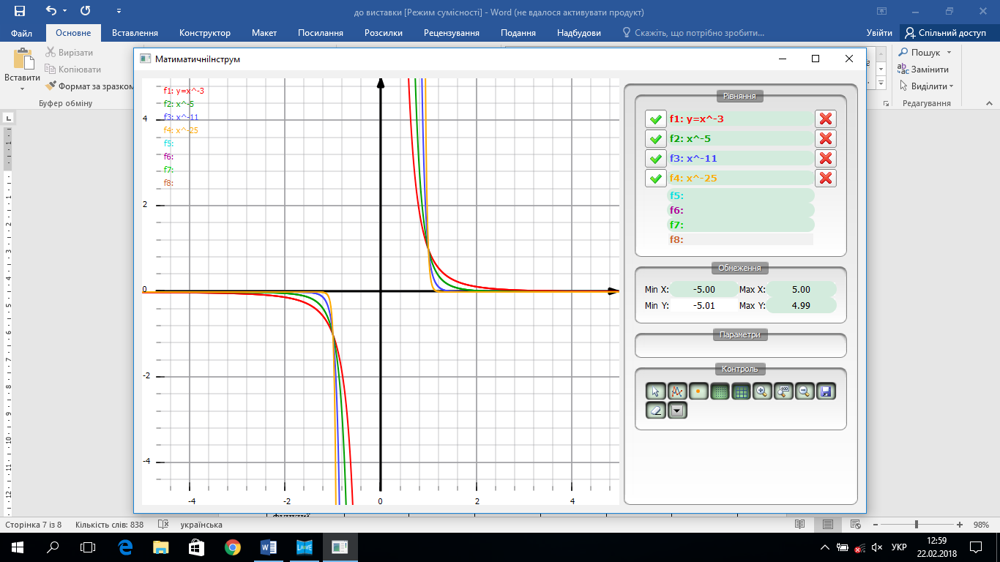 до виставки [Режим сумісності] - Word (не вдалося активувати продукт)
Файл Основне Вставлення Конструктор Макет Посилання Розсилки Рецензування Подання Надбудови Скажіть, що потрібно зробити... Увійти Спільний доступ
Вставити
Вирізати
Копіювати
Формат за зразком
Буфер обміну
Пошук
Замінити
Виділити
Редагування
МатиматичніІнструм
f1: y=x^-3
f2: x^-5
f3: x^-11
f4: x^-25
f5:
f6:
f7:
f8:
4
2
0
-2
-4
-4 -2 0 2 4
Рівняння
f1: y=x^-3
f2: x^-5
f3: x^-11
f4: x^-25
f5:
f6:
f7:
f8:
Обмеження
Min X: -5.00 Max X: 5.00
Min Y: -5.01 Max Y: 4.99
Параметри
Контроль
функцій
Сторінка 7 із 8 Кількість слів: 838 українська 98%
УКР
12:59
22.02.2018